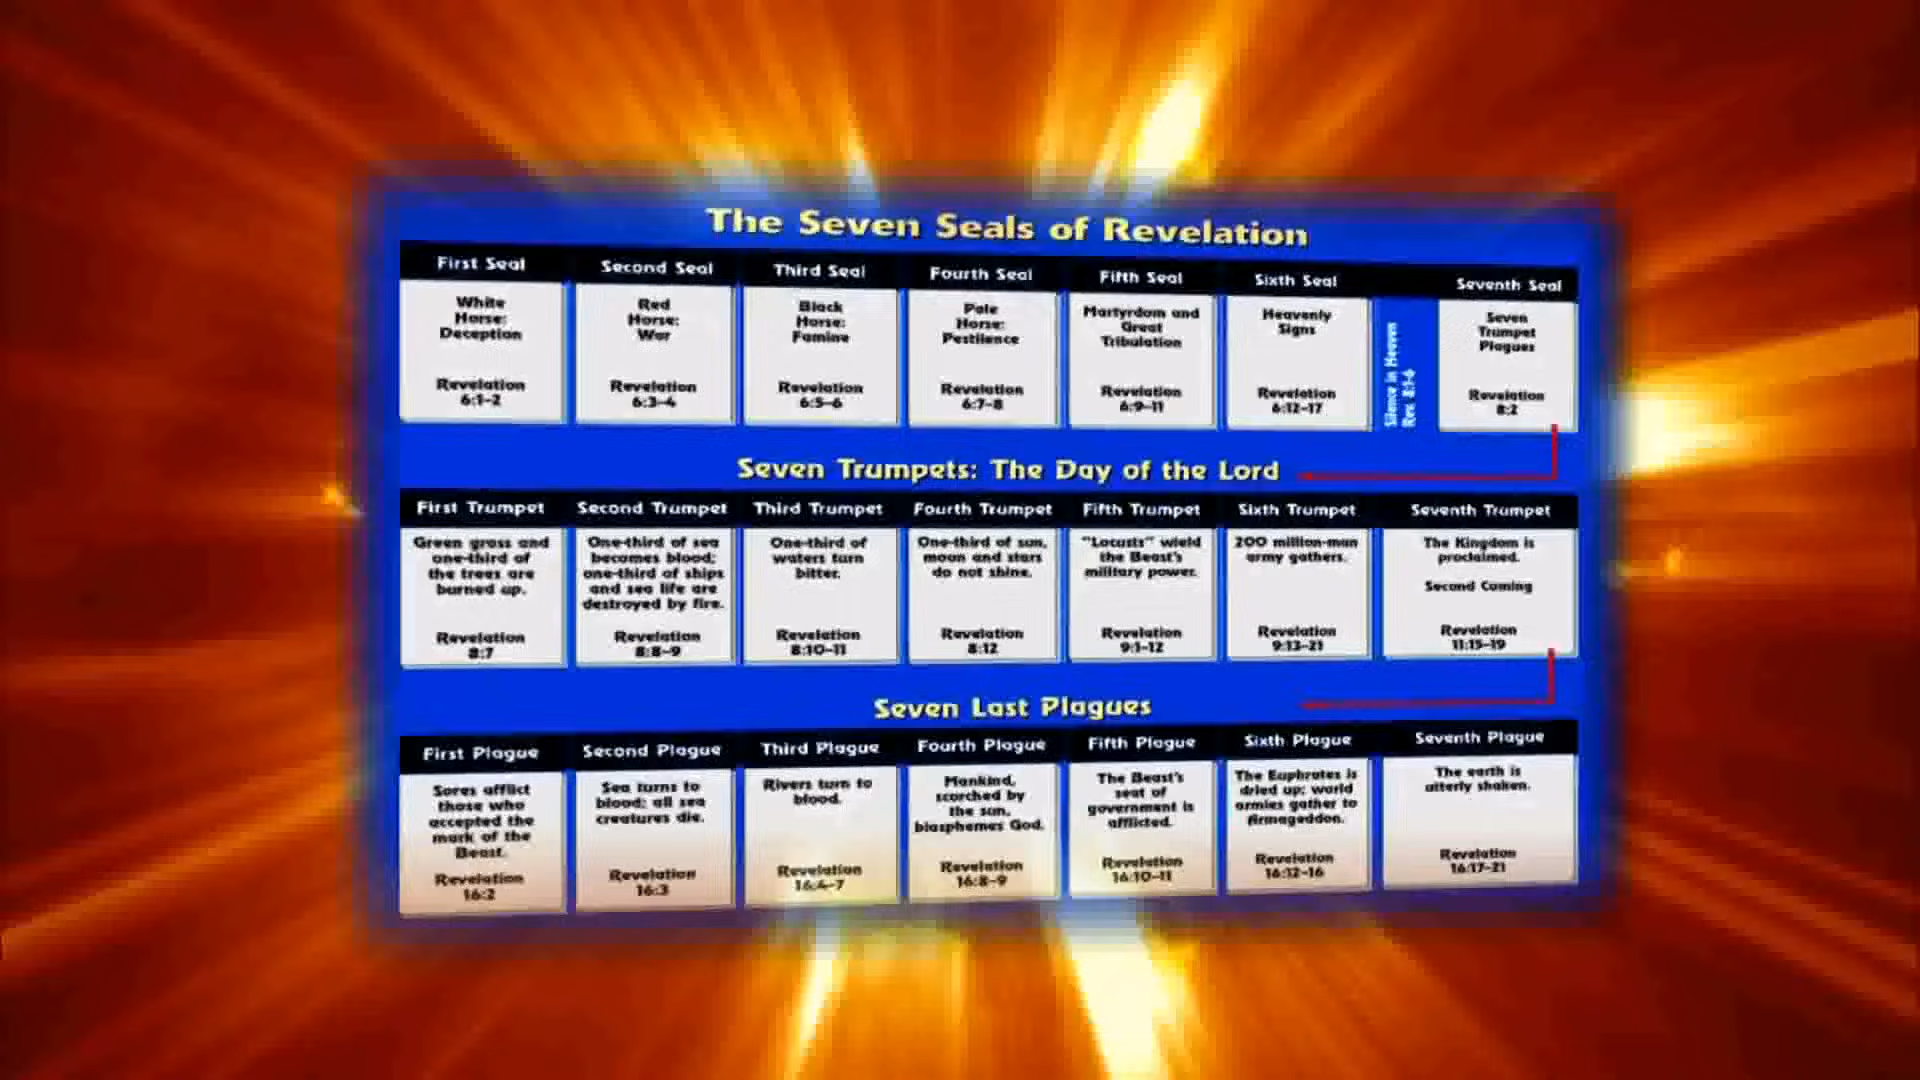 The Seven Seals of Revelation
First Seal
White
Horse:
Deception
Revelation
6:1-2
Second Seal
Red
Horse:
War
Revelation
6:3-4
Third Seal
Black
Horse:
Famine
Revelation
6:5-6
Fourth Seal
Pale
Horse:
Pestilence
Revelation
6:7-8
Fifth Seal
Martyrdom and
Great
Tribulation
Revelation
6:9-11
Sixth Seal
Heavenly
Signs
Revelation
6:12-17
Silence in Heaven
Rev. 8:1-6
Seventh Seal
Seven
Trumpet
Plagues
Revelation
8:2
Seven Trumpets: The Day of the Lord
First Trumpet
Green grass and
one-third of
the trees are
burned up.
Revelation
8:7
Second Trumpet
One-third of sea
becomes blood;
one-third of ships
and sea life are
destroyed by fire.
Revelation
8:8-9
Third Trumpet
One-third of
waters turn
bitter.
Revelation
8:10-11
Fourth Trumpet
One-third of sun,
moon and stars
do not shine.
Revelation
8:12
Fifth Trumpet
"Locusts" wield
the Beast's
military power.
Revelation
9:1-12
Sixth Trumpet
200 million-man
army gathers.
Revelation
9:13-21
Seventh Trumpet
The Kingdom is
proclaimed.
Second Coming
Revelation
11:15-19
Seven Last Plagues
First Plague
Sores afflict
those who
accepted the
mark of the
Beast.
Revelation
16:2
Second Plague
Sea turns to
blood; all sea
creatures die.
Revelation
16:3
Third Plague
Rivers turn to
blood.
Revelation
16:4-7
Fourth Plague
Mankind,
scorched by
the sun,
blasphemes God.
Revelation
16:8-9
Fifth Plague
The Beast's
seat of
government is
afflicted.
Revelation
16:10-11
Sixth Plague
The Euphrates is
dried up; world
armies gather to
Armageddon.
Revelation
16:12-16
Seventh Plague
The earth is
utterly shaken.
Revelation
16:17-21